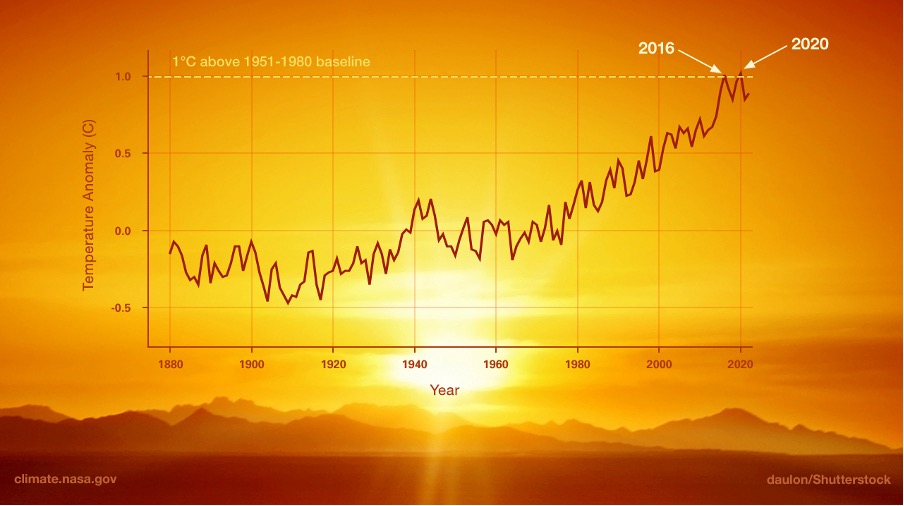 2016
2020
1°C above 1951-1980 baseline
1.0
0.5
0.0
-0.5
Temperature Anomaly (C)
1880 1900 1920 1940 1960 1980 2000 2020
Year
climate.nasa.gov
daulon/Shutterstock